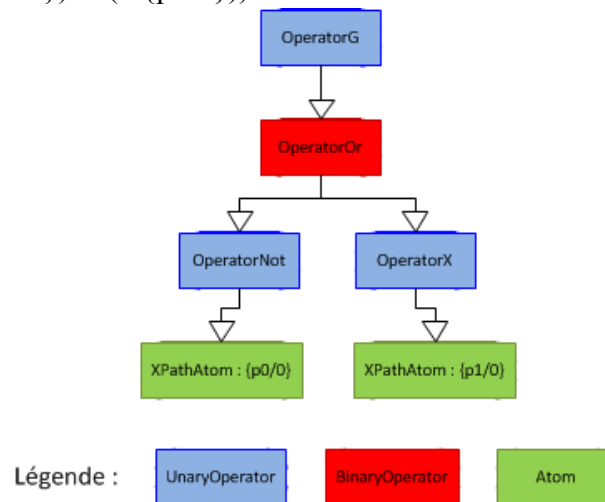 OperatorG
OperatorOr
OperatorNot OperatorX
XPathAtom : {p0/0} XPathAtom : {p1/0}
Légende : UnaryOperator BinaryOperator Atom